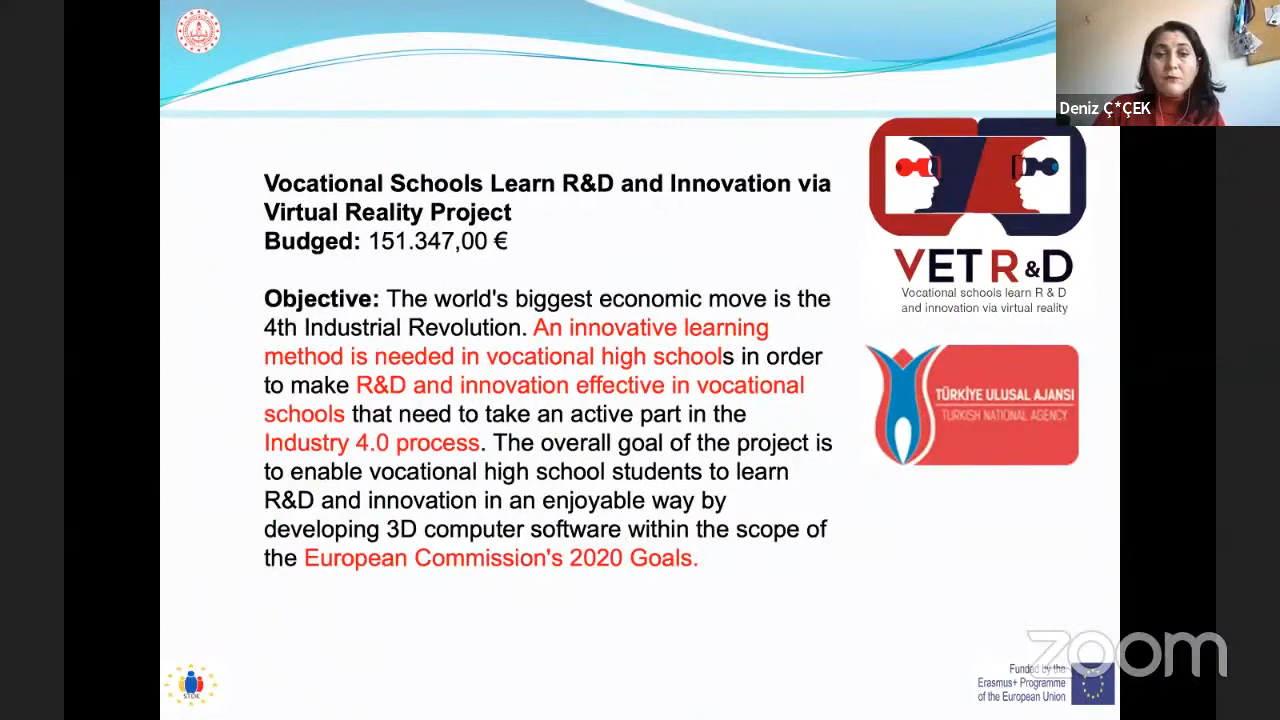 Deniz Ç*ÇEK
Vocational Schools Learn R&D and Innovation via
Virtual Reality Project
Budged: 151.347,00 €
Objective: The world's biggest economic move is the
4th Industrial Revolution. An innovative learning
method is needed in vocational high schools in order
to make R&D and innovation effective in vocational
schools that need to take an active part in the
Industry 4.0 process. The overall goal of the project is
to enable vocational high school students to learn
R&D and innovation in an enjoyable way by
developing 3D computer software within the scope of
the European Commission's 2020 Goals.
VET R&D
Vocational schools learn R & D
and innovation via virtual reality
TÜRKİYE ULUSAL AJANSI
TURKISH NATIONAL AGENCY
zoom
Funded by the
Erasmus+ Programme
of the European Union